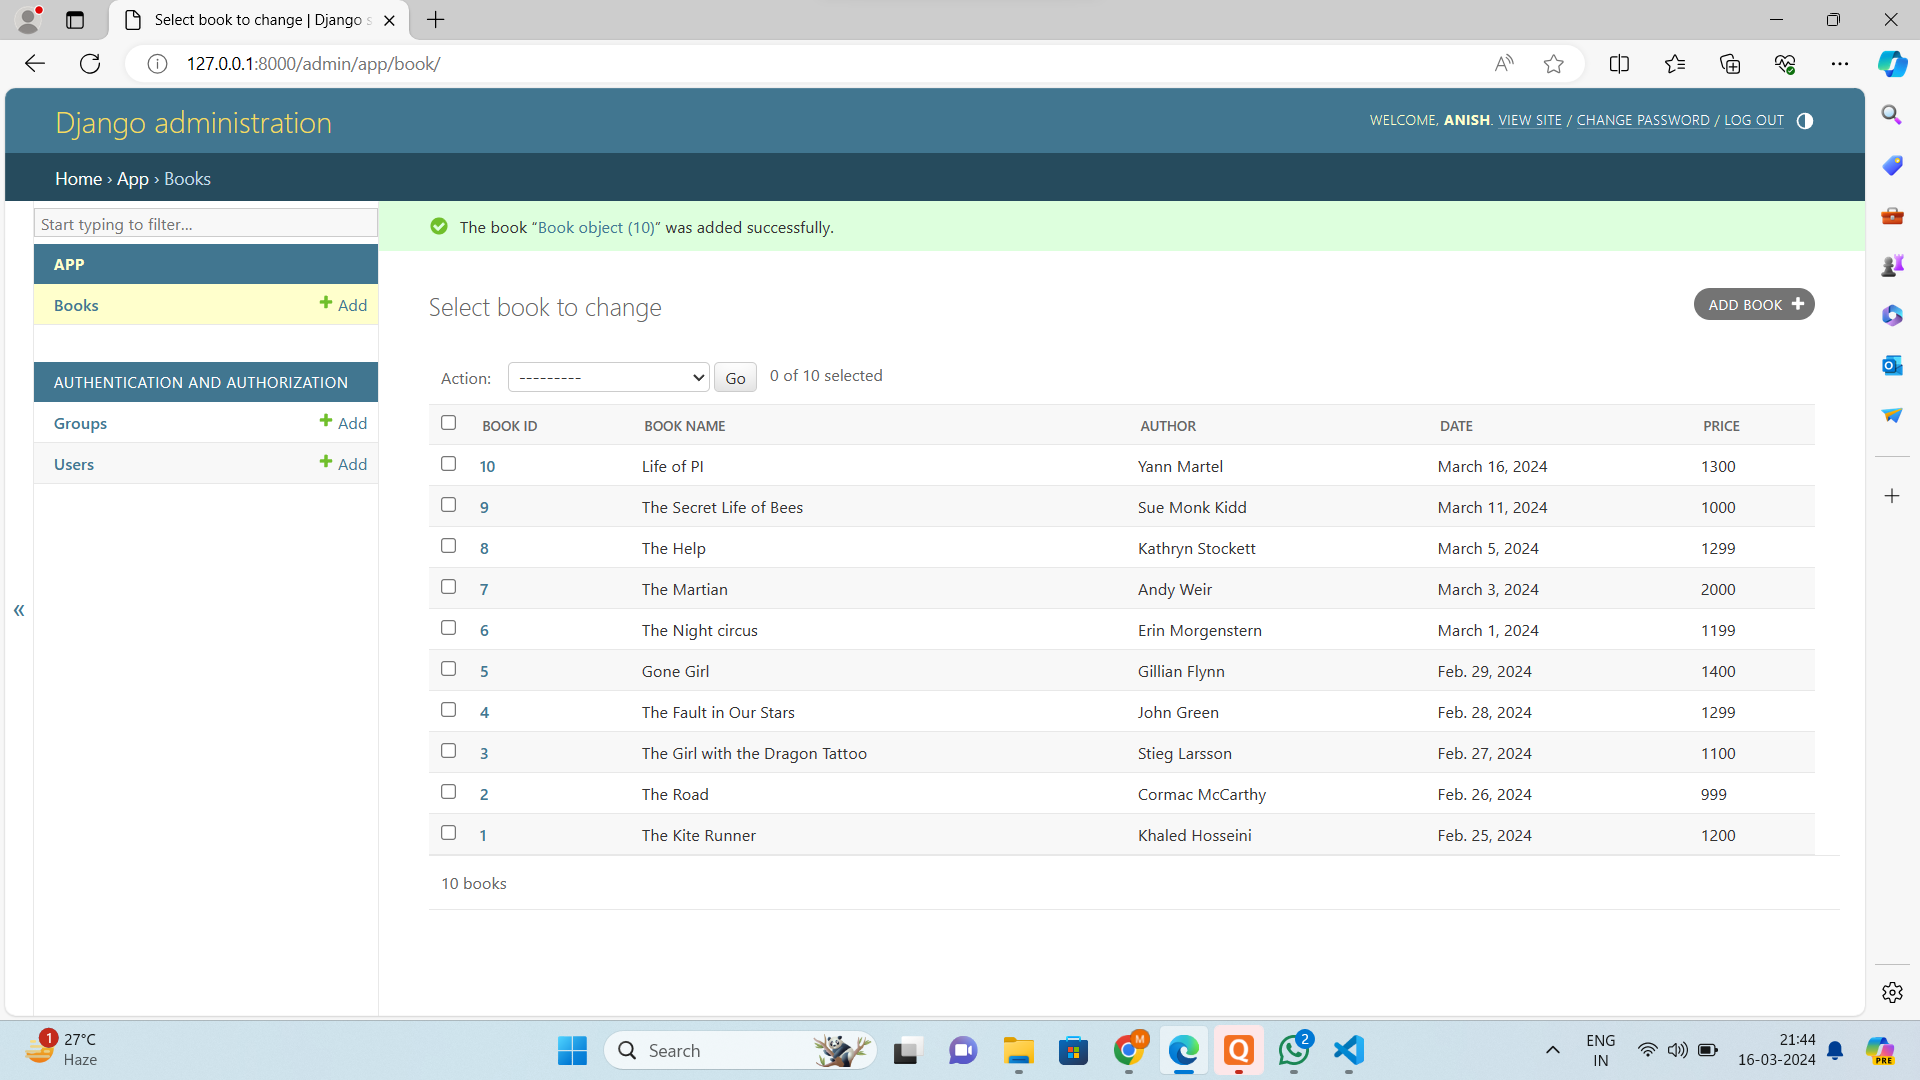 Select book to change | Django s
127.0.0.1:8000/admin/app/book/
Django administration
WELCOME, ANISH. VIEW SITE / CHANGE PASSWORD / LOG OUT
Home › App › Books
Start typing to filter...
APP
Books + Add
AUTHENTICATION AND AUTHORIZATION
Groups + Add
Users + Add
«
The book “Book object (10)” was added successfully.
Select book to change
ADD BOOK +
Action: --------- Go 0 of 10 selected
BOOK ID BOOK NAME AUTHOR DATE PRICE
10 Life of PI Yann Martel March 16, 2024 1300
9 The Secret Life of Bees Sue Monk Kidd March 11, 2024 1000
8 The Help Kathryn Stockett March 5, 2024 1299
7 The Martian Andy Weir March 3, 2024 2000
6 The Night circus Erin Morgenstern March 1, 2024 1199
5 Gone Girl Gillian Flynn Feb. 29, 2024 1400
4 The Fault in Our Stars John Green Feb. 28, 2024 1299
3 The Girl with the Dragon Tattoo Stieg Larsson Feb. 27, 2024 1100
2 The Road Cormac McCarthy Feb. 26, 2024 999
1 The Kite Runner Khaled Hosseini Feb. 25, 2024 1200
10 books
1
27°C
Haze
Search
M
Q
2
ENG
IN
21:44
16-03-2024
PRE